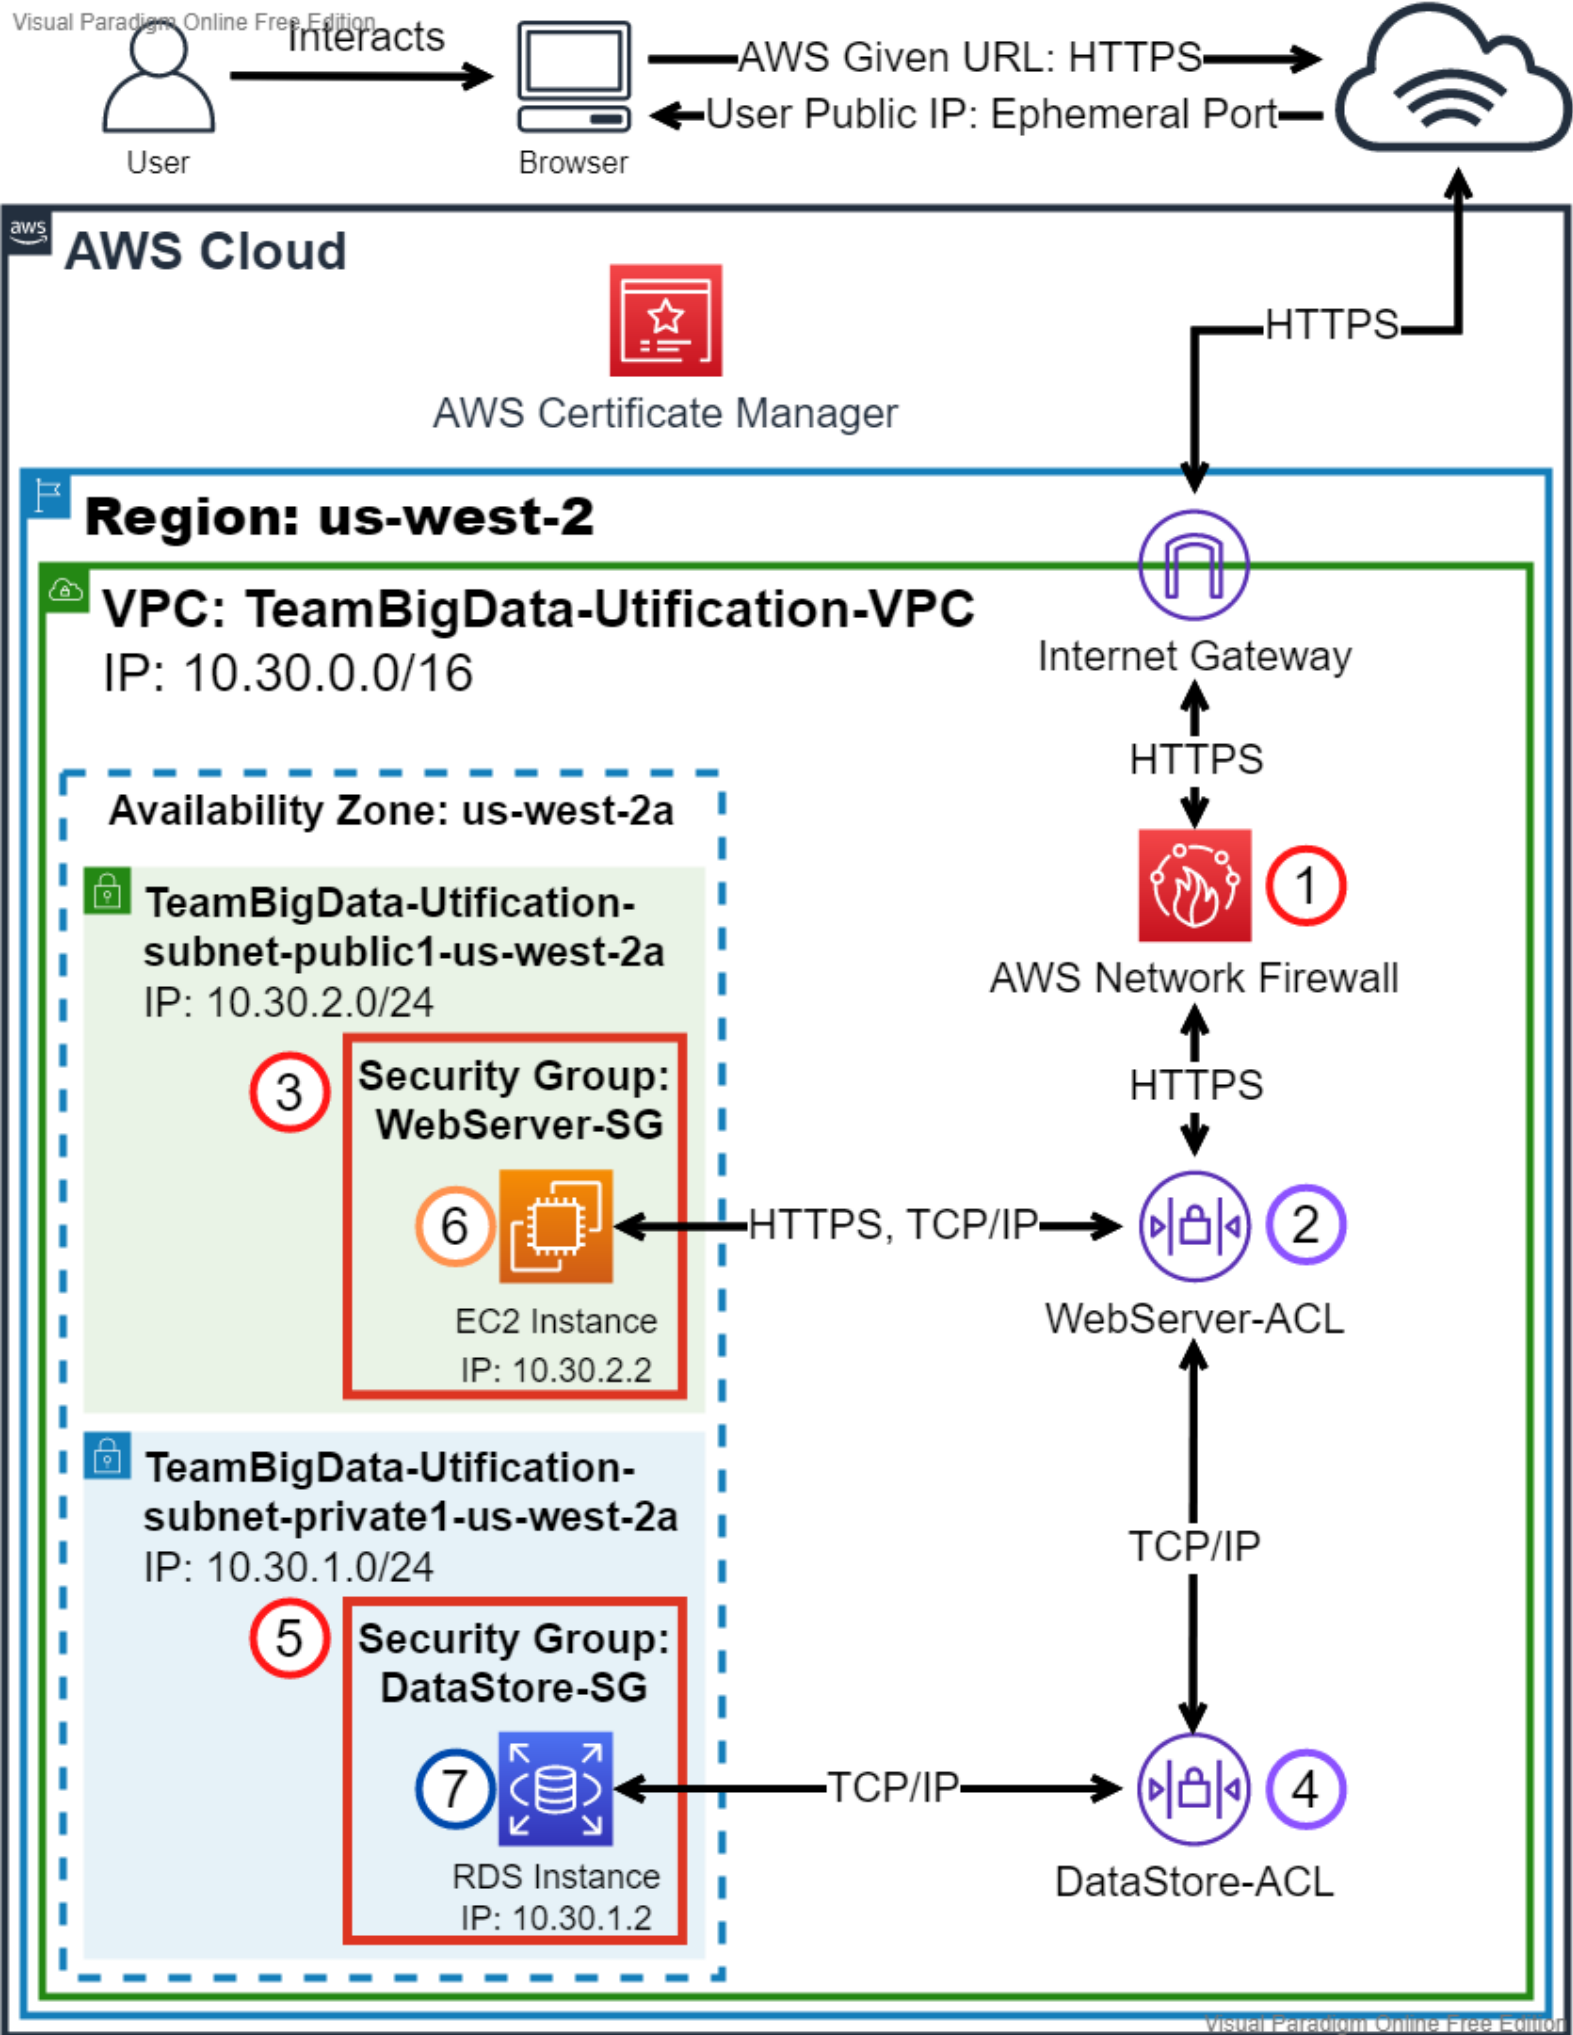 Visual Paradigm Online Free Edition
Interacts
User
Browser
AWS Given URL: HTTPS
User Public IP: Ephemeral Port
aws
AWS Cloud
HTTPS
AWS Certificate Manager
Region: us-west-2
VPC: TeamBigData-Utification-VPC
IP: 10.30.0.0/16
Internet Gateway
HTTPS
Availability Zone: us-west-2a
1
AWS Network Firewall
TeamBigData-Utification-
subnet-public1-us-west-2a
IP: 10.30.2.0/24
HTTPS
3
Security Group:
WebServer-SG
6
HTTPS, TCP/IP
2
EC2 Instance
IP: 10.30.2.2
WebServer-ACL
TeamBigData-Utification-
subnet-private1-us-west-2a
IP: 10.30.1.0/24
TCP/IP
5
Security Group:
DataStore-SG
7
TCP/IP
4
RDS Instance
IP: 10.30.1.2
DataStore-ACL
Visual Paradigm Online Free Edition